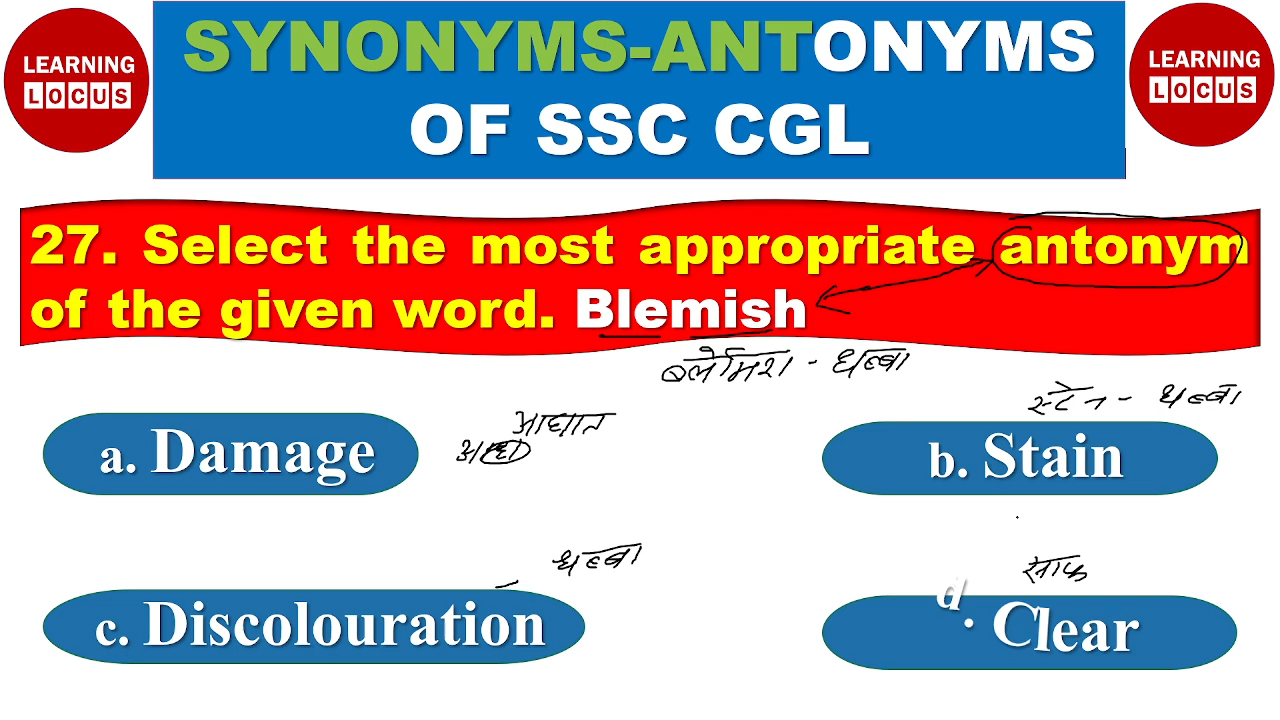 LEARNING
LOCUS
SYNONYMS-ANTONYMS
OF SSC CGL
LEARNING
LOCUS
27. Select the most appropriate antonym
of the given word. Blemish
ब्लेमिश - धब्बा
a. Damage
आघात
स्टेन - धब्बा
b. Stain
धब्बा
c. Discolouration
साफ
d. Clear